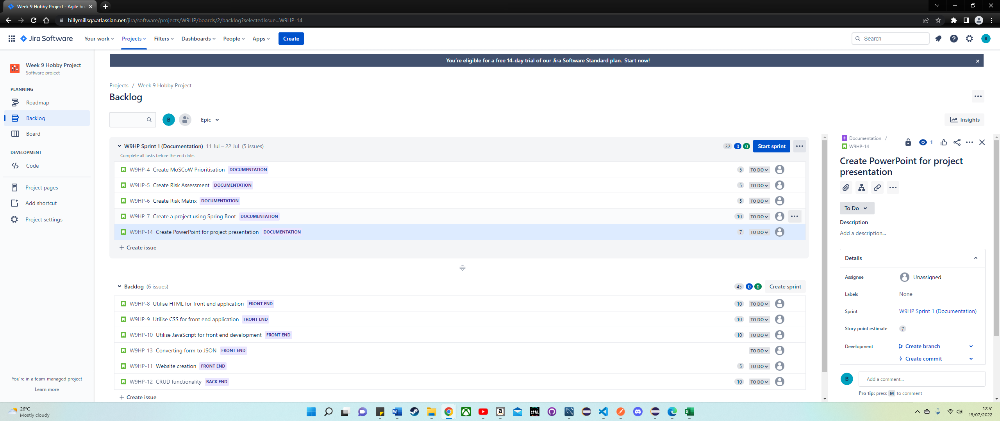 Week 9 Hobby Project - Agile bo
billymillsqa.atlassian.net/jira/software/projects/W9HP/boards/2/backlog?selectedIssue=W9HP-14
Jira Software
Your work
Projects
Filters
Dashboards
People
Apps
Create
Search
B
You're eligible for a free 14-day trial of our Jira Software Standard plan. Start now!
Week 9 Hobby Project
Software project
PLANNING
Roadmap
Backlog
Board
DEVELOPMENT
Code
Project pages
Add shortcut
Project settings
You're in a team-managed project
Learn more
Projects / Week 9 Hobby Project
Backlog
B
Epic
Insights
W9HP Sprint 1 (Documentation) 11 Jul – 22 Jul (5 issues) 32 0 0 Start sprint
Complete all tasks before the end date.
W9HP-4 Create MoSCoW Prioritisation DOCUMENTATION 5 TO DO
W9HP-5 Create Risk Assessment DOCUMENTATION 5 TO DO
W9HP-6 Create Risk Matrix DOCUMENTATION 5 TO DO
W9HP-7 Create a project using Spring Boot DOCUMENTATION 10 TO DO
W9HP-14 Create PowerPoint for project presentation DOCUMENTATION 7 TO DO
+ Create issue
Backlog (6 issues) 45 0 0 Create sprint
W9HP-8 Utilise HTML for front end application FRONT END 10 TO DO
W9HP-9 Utilise CSS for front end application FRONT END 10 TO DO
W9HP-10 Utilise JavaScript for front end development FRONT END 10 TO DO
W9HP-13 Converting form to JSON FRONT END TO DO
W9HP-11 Website creation FRONT END 5 TO DO
W9HP-12 CRUD functionality BACK END 10 TO DO
+ Create issue
Documentation /
W9HP-14
1
Create PowerPoint for project
presentation
To Do
Description
Add a description...
Details
Assignee Unassigned
Labels None
Sprint W9HP Sprint 1 (Documentation)
Story point estimate 7
Development Create branch
Create commit
B Add a comment...
Pro tip: press M to comment
26°C
Mostly cloudy
CTRL
12:51
13/07/2022